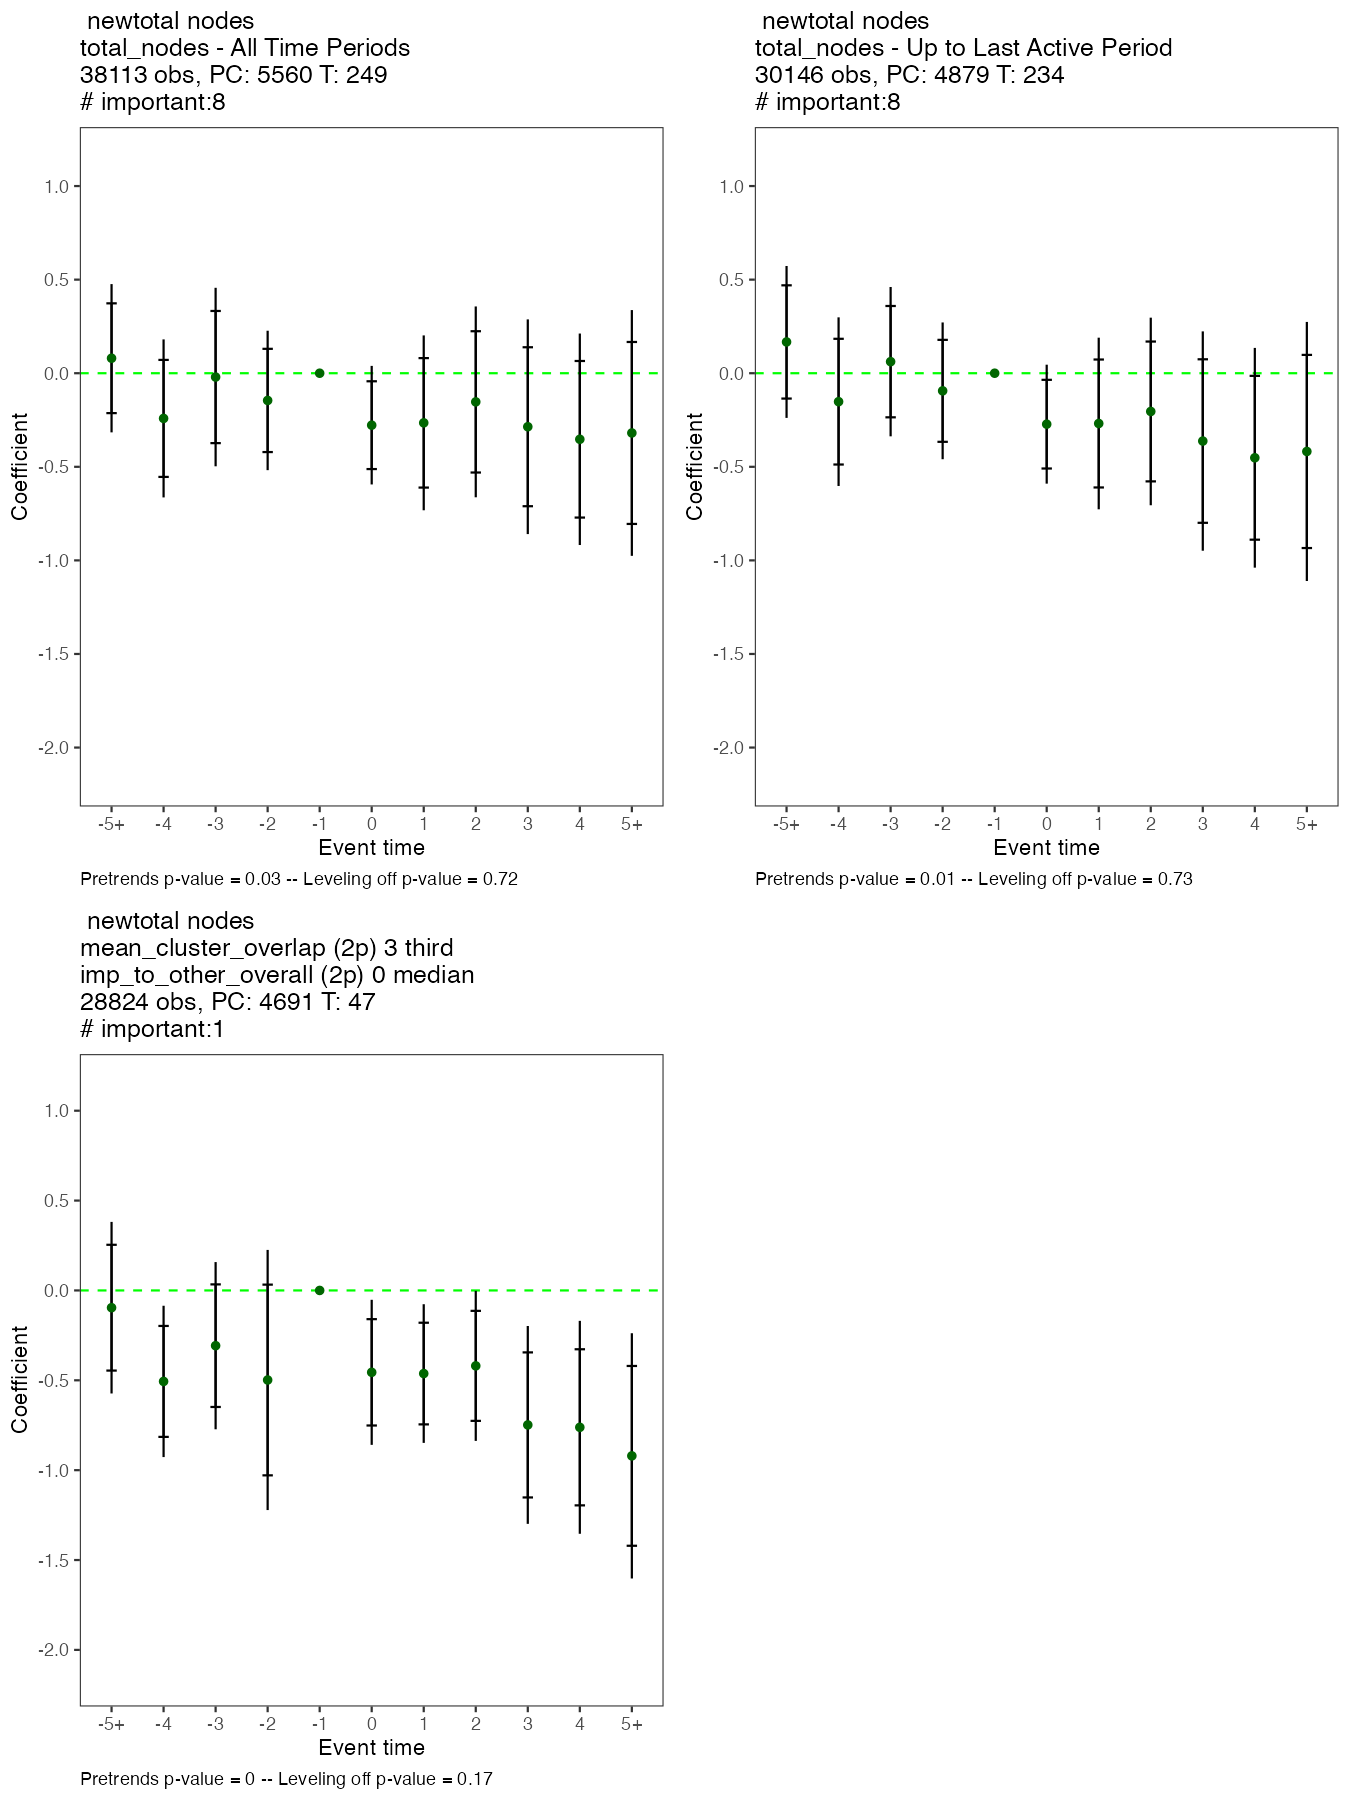 newtotal nodes
total_nodes - All Time Periods
38113 obs, PC: 5560 T: 249
# important:8
1.0
0.5
0.0
-0.5
-1.0
-1.5
-2.0
Coefficient
-5+ -4 -3 -2 -1 0 1 2 3 4 5+
Event time
Pretrends p-value = 0.03 -- Leveling off p-value = 0.72
newtotal nodes
total_nodes - Up to Last Active Period
30146 obs, PC: 4879 T: 234
# important:8
1.0
0.5
0.0
-0.5
-1.0
-1.5
-2.0
Coefficient
-5+ -4 -3 -2 -1 0 1 2 3 4 5+
Event time
Pretrends p-value = 0.01 -- Leveling off p-value = 0.73
newtotal nodes
mean_cluster_overlap (2p) 3 third
imp_to_other_overall (2p) 0 median
28824 obs, PC: 4691 T: 47
# important:1
1.0
0.5
0.0
-0.5
-1.0
-1.5
-2.0
Coefficient
-5+ -4 -3 -2 -1 0 1 2 3 4 5+
Event time
Pretrends p-value = 0 -- Leveling off p-value = 0.17